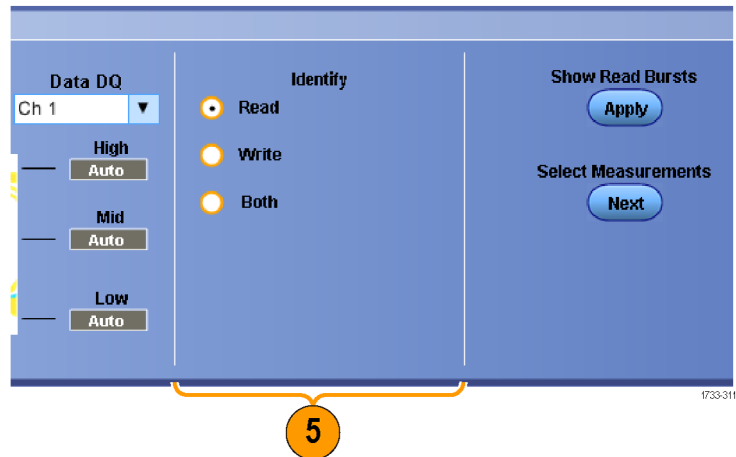 Data DQ
Ch 1
High
Auto
Mid
Auto
Low
Auto
Identify
Read
Write
Both
Show Read Bursts
Apply
Select Measurements
Next
5
1733-311